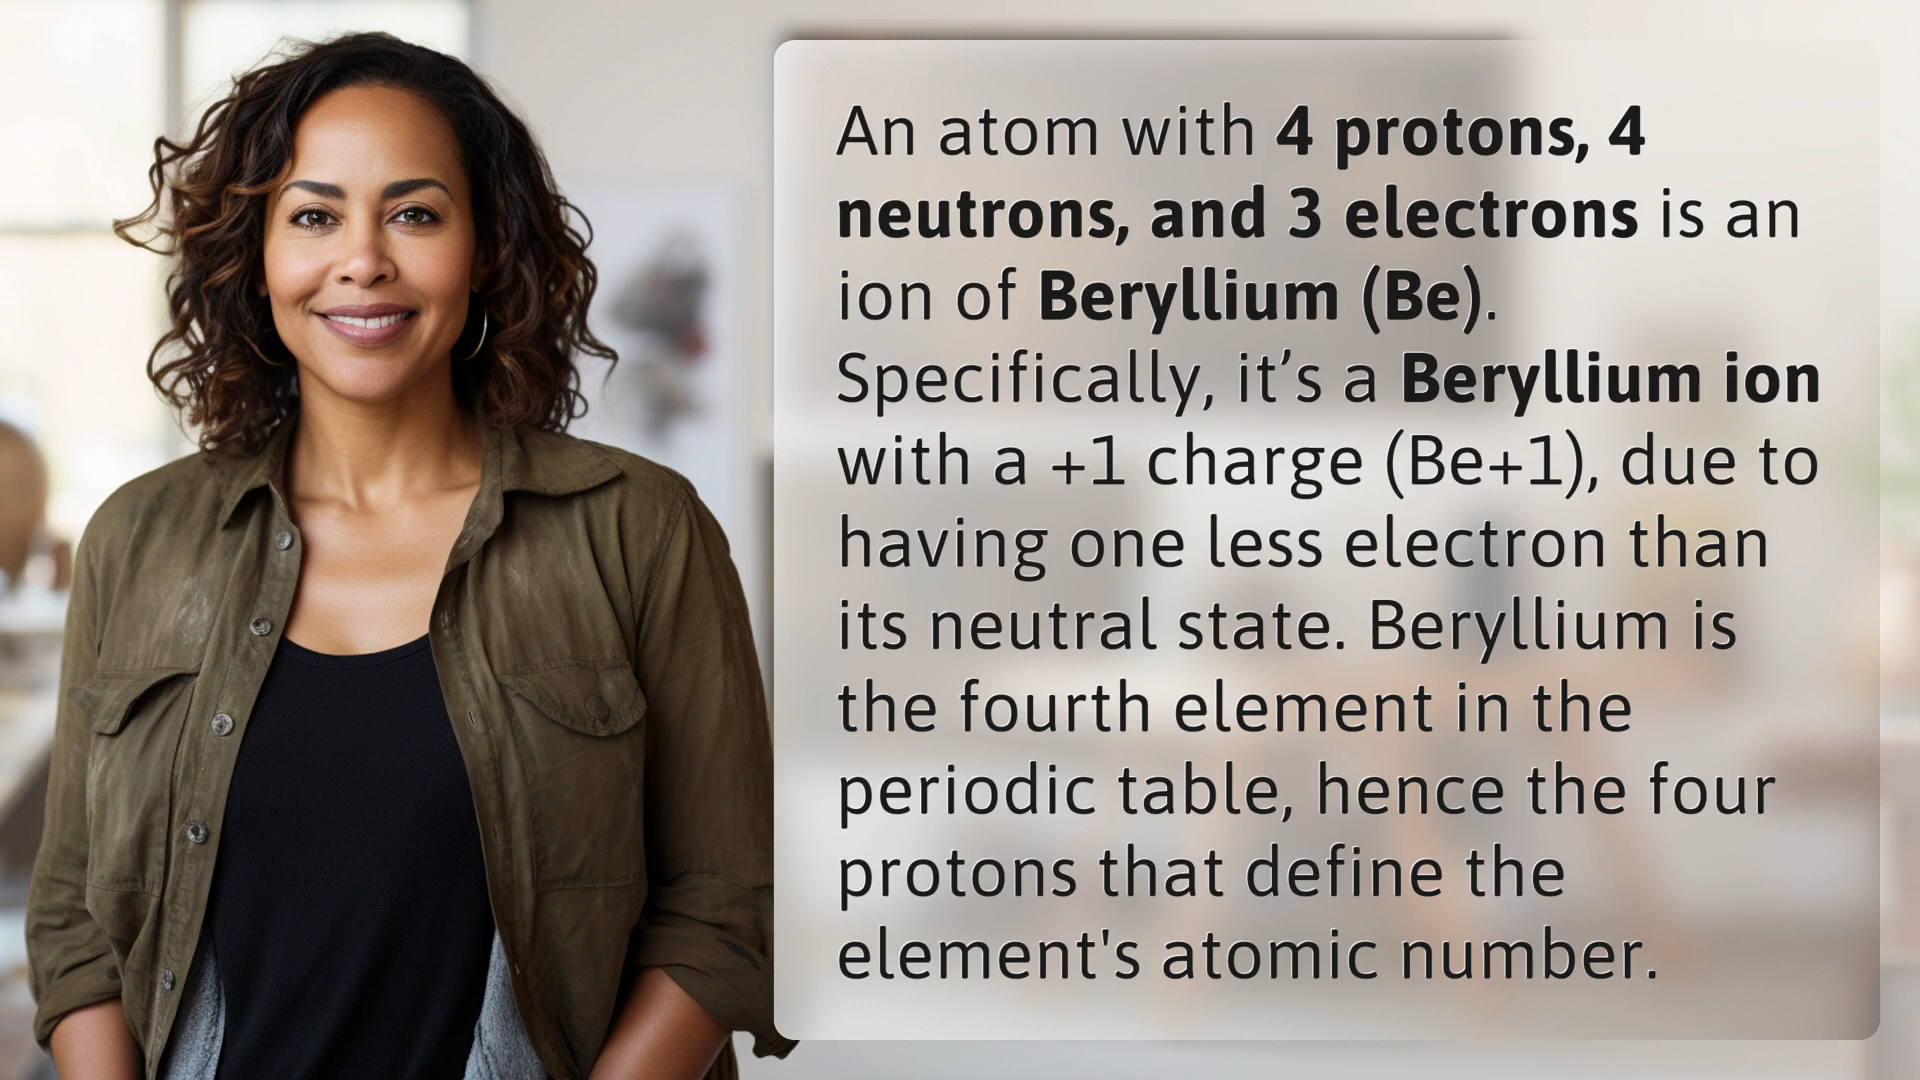 An atom with 4 protons, 4
neutrons, and 3 electrons is an
ion of Beryllium (Be).
Specifically, it’s a Beryllium ion
with a +1 charge (Be+1), due to
having one less electron than
its neutral state. Beryllium is
the fourth element in the
periodic table, hence the four
protons that define the
element's atomic number.